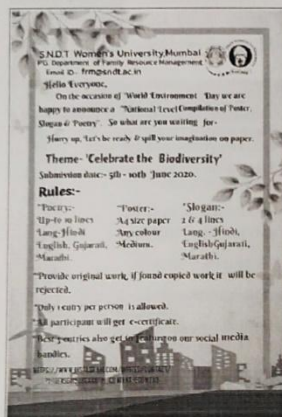 S.N.D.T Women's University,Mumbai
PG. Department of Family Resource Management
Email ID:- frm@sndt.ac.in
Hello Everyone,
On the occasion of 'World Environment Day we are
happy to announce a "National Level Compilation of Poster,
Slogan & Poetry". So what are you waiting for-
Hurry up, Let's be ready & spill your imagination on paper.
Theme- 'Celebrate the Biodiversity'
Submission date:- 5th - 10th June 2020.
Rules:-
"Poetry:-
Up-to 10 lines
Lang-Hindi
English, Gujarati,
Marathi.
"Poster:-
A4 size paper
Any colour
Medium.
"Slogan:-
2 & 4 lines
Lang. - Hindi,
EnglishGujarati,
Marathi.
"Provide original work, if found copied work it will be
rejected.
"Only 1 entry per person is allowed.
"All participant will get e-certificate.
"Best entries also get to featured on our social media
handles.